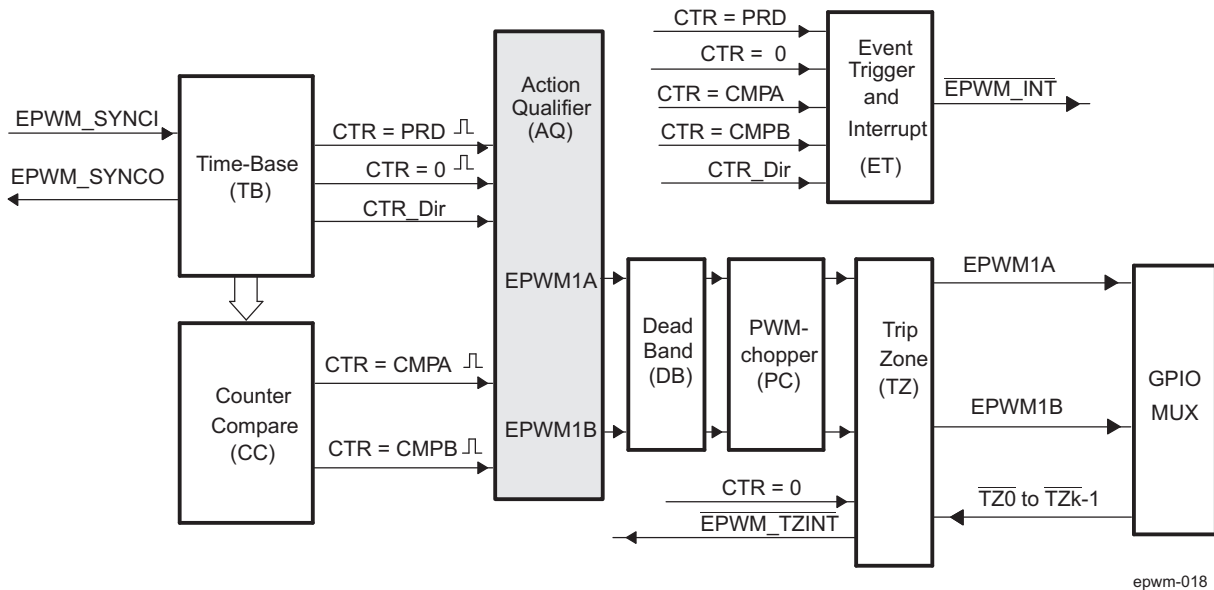 EPWM_SYNCI
EPWM_SYNCO
Time-Base
(TB)
CTR = PRD
CTR = 0
CTR_Dir
Counter
Compare
(CC)
CTR = CMPA
CTR = CMPB
Action
Qualifier
(AQ)
EPWM1A
EPWM1B
CTR = PRD
CTR = 0
CTR = CMPA
CTR = CMPB
CTR_Dir
Event
Trigger
and
Interrupt
(ET)
EPWM_INT
Dead
Band
(DB)
PWM-
chopper
(PC)
Trip
Zone
(TZ)
CTR = 0
EPWM_TZINT
EPWM1A
EPWM1B
TZ0 to TZk-1
GPIO
MUX
epwm-018